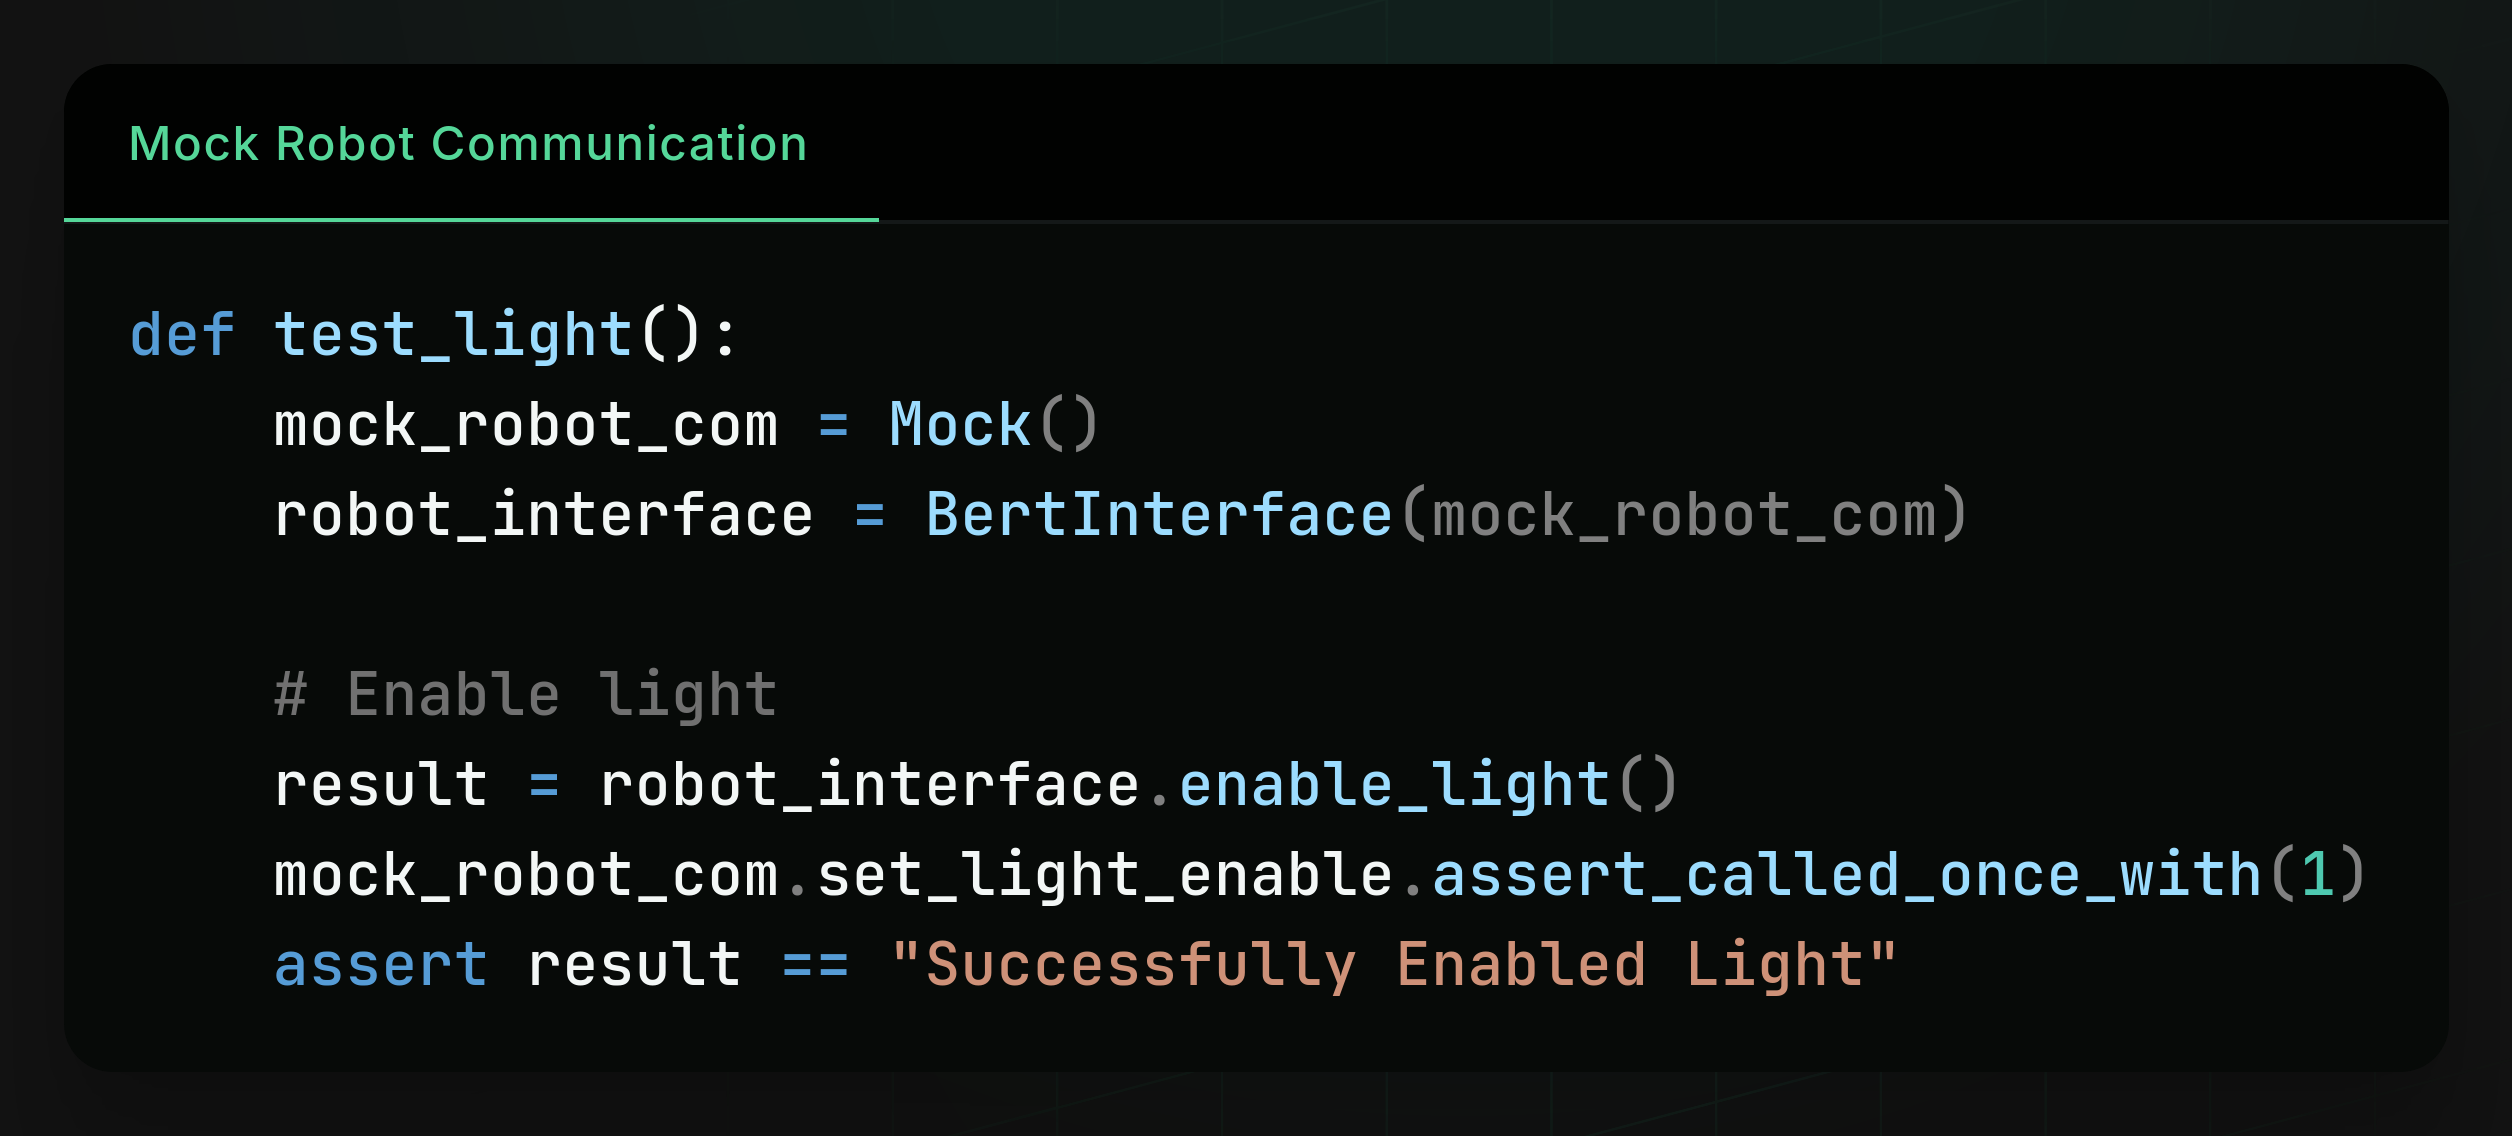 Mock Robot Communication
def test_light():
    mock_robot_com = Mock()
    robot_interface = BertInterface(mock_robot_com)

    # Enable light
    result = robot_interface.enable_light()
    mock_robot_com.set_light_enable.assert_called_once_with(1)
    assert result == "Successfully Enabled Light"